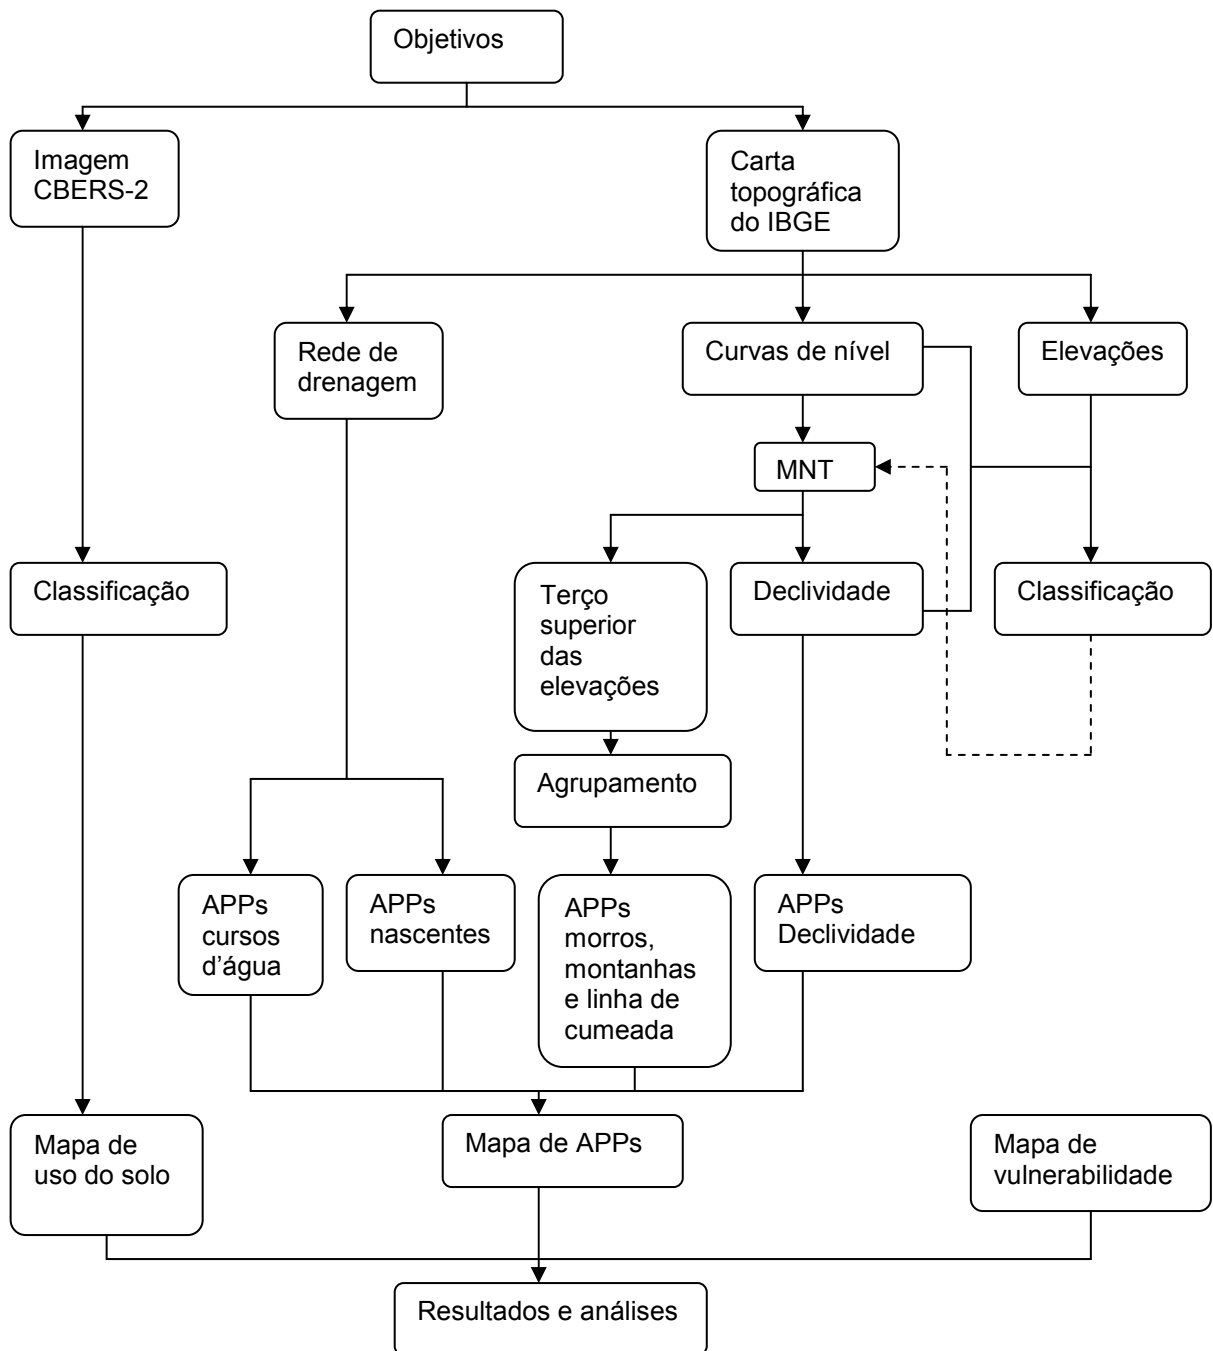 Objetivos
Imagem
CBERS-2
Carta
topográfica
do IBGE
Rede de
drenagem
Curvas de nível
Elevações
MNT
Classificação
Terço
superior
das
elevações
Declividade
Classificação
Agrupamento
APPs
cursos
d’água
APPs
nascentes
APPs
morros,
montanhas
e linha de
cumeada
APPs
Declividade
Mapa de
uso do solo
Mapa de APPs
Mapa de
vulnerabilidade
Resultados e análises